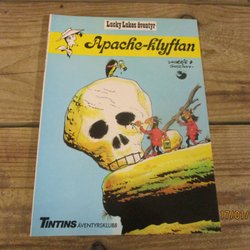 Lucky Lukes äventyr
Apache-klyftan
TINTINS ÄVENTYRSKLUBB